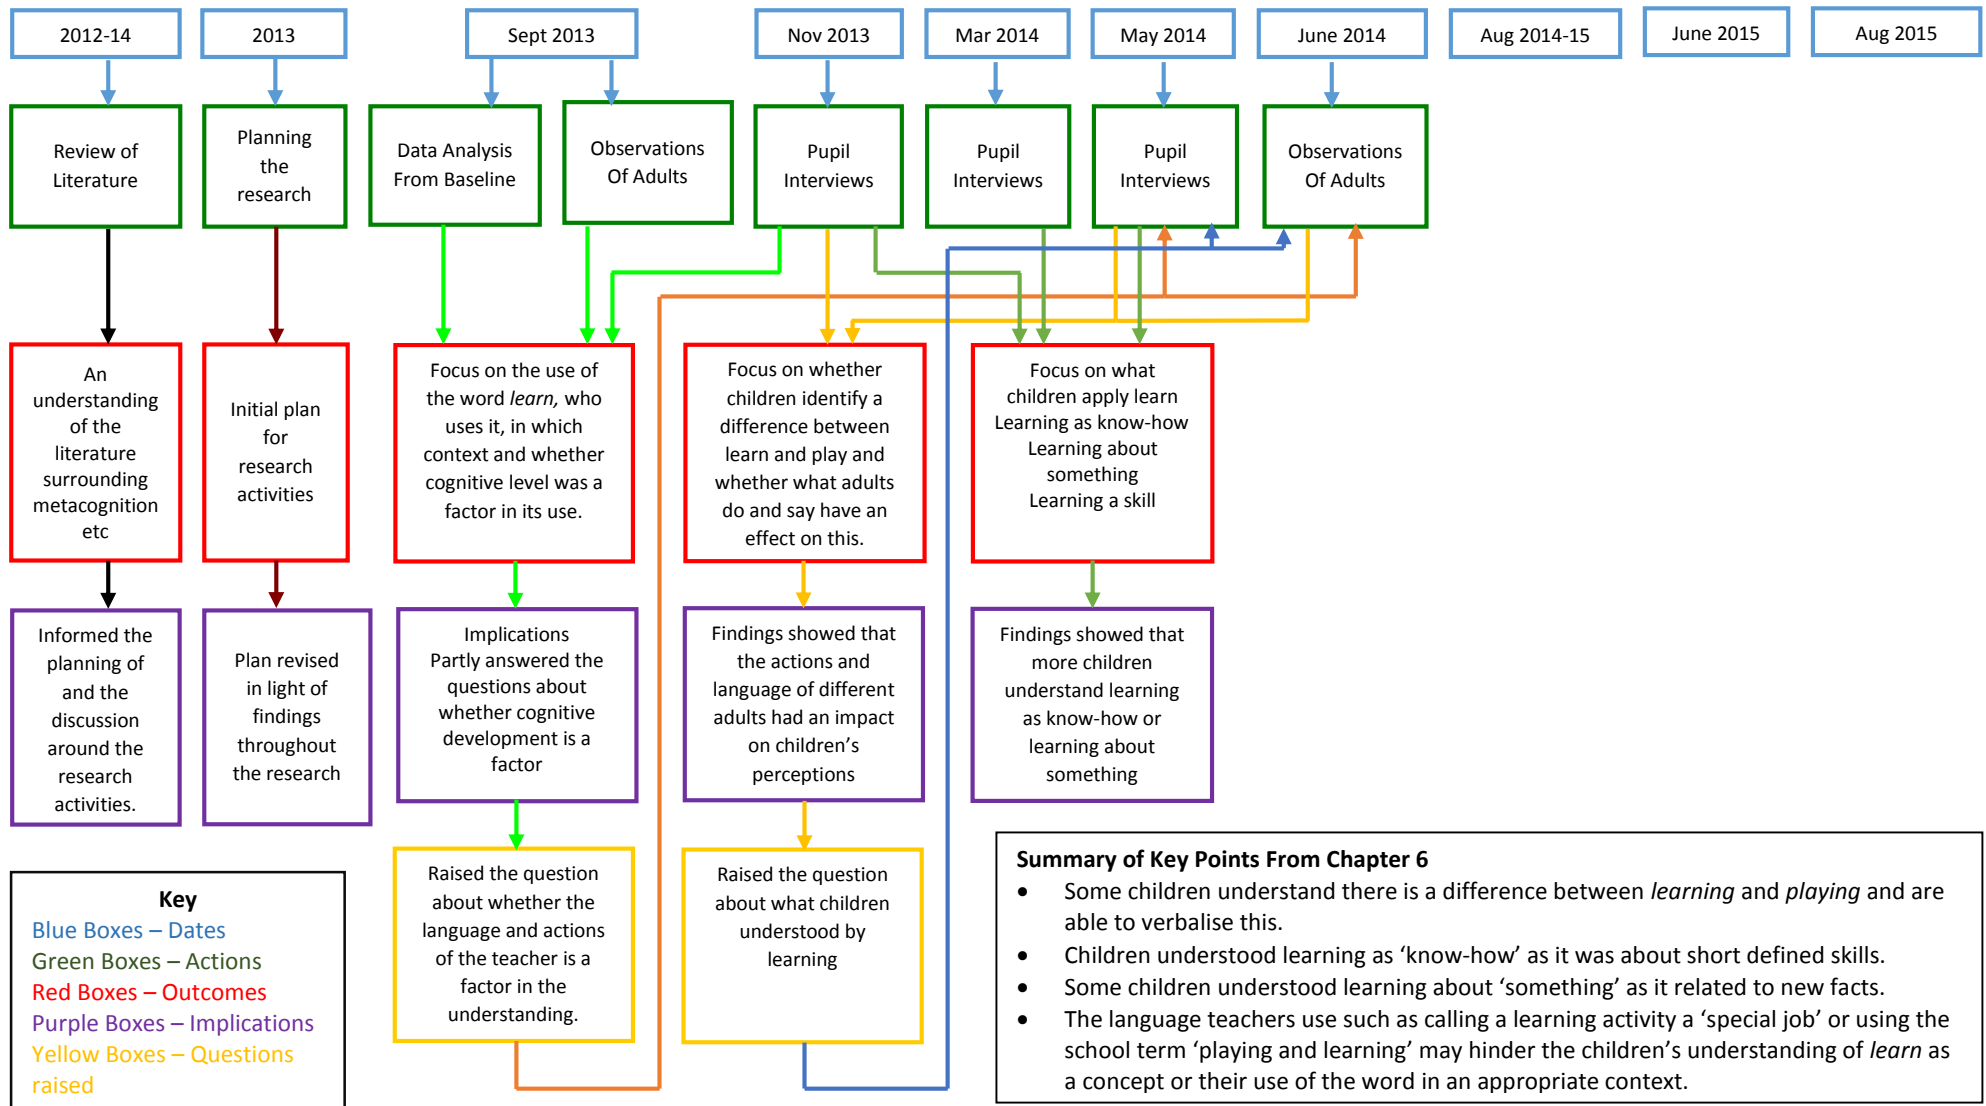 2012-14
2013
Sept 2013
Nov 2013
Mar 2014
May 2014
June 2014
Aug 2014-15
June 2015
Aug 2015
Review of
Literature
Planning
the
research
Data Analysis
From Baseline
Observations
Of Adults
Pupil
Interviews
Pupil
Interviews
Pupil
Interviews
Observations
Of Adults
An
understanding
of the
literature
surrounding
metacognition
etc
Initial plan
for
research
activities
Focus on the use of
the word learn, who
uses it, in which
context and whether
cognitive level was a
factor in its use.
Focus on whether
children identify a
difference between
learn and play and
whether what adults
do and say have an
effect on this.
Focus on what
children apply learn
Learning as know-how
Learning about
something
Learning a skill
Informed the
planning of
and the
discussion
around the
research
activities.
Plan revised
in light of
findings
throughout
the research
Implications
Partly answered the
questions about
whether cognitive
development is a
factor
Findings showed that
the actions and
language of different
adults had an impact
on children’s
perceptions
Findings showed that
more children
understand learning
as know-how or
learning about
something
Raised the question
about whether the
language and actions
of the teacher is a
factor in the
understanding.
Raised the question
about what children
understood by
learning
Key
Blue Boxes – Dates
Green Boxes – Actions
Red Boxes – Outcomes
Purple Boxes – Implications
Yellow Boxes – Questions
raised
Summary of Key Points From Chapter 6
• Some children understand there is a difference between learning and playing and are
able to verbalise this.
• Children understood learning as ‘know-how’ as it was about short defined skills.
• Some children understood learning about ‘something’ as it related to new facts.
• The language teachers use such as calling a learning activity a ‘special job’ or using the
school term ‘playing and learning’ may hinder the children’s understanding of learn as
a concept or their use of the word in an appropriate context.